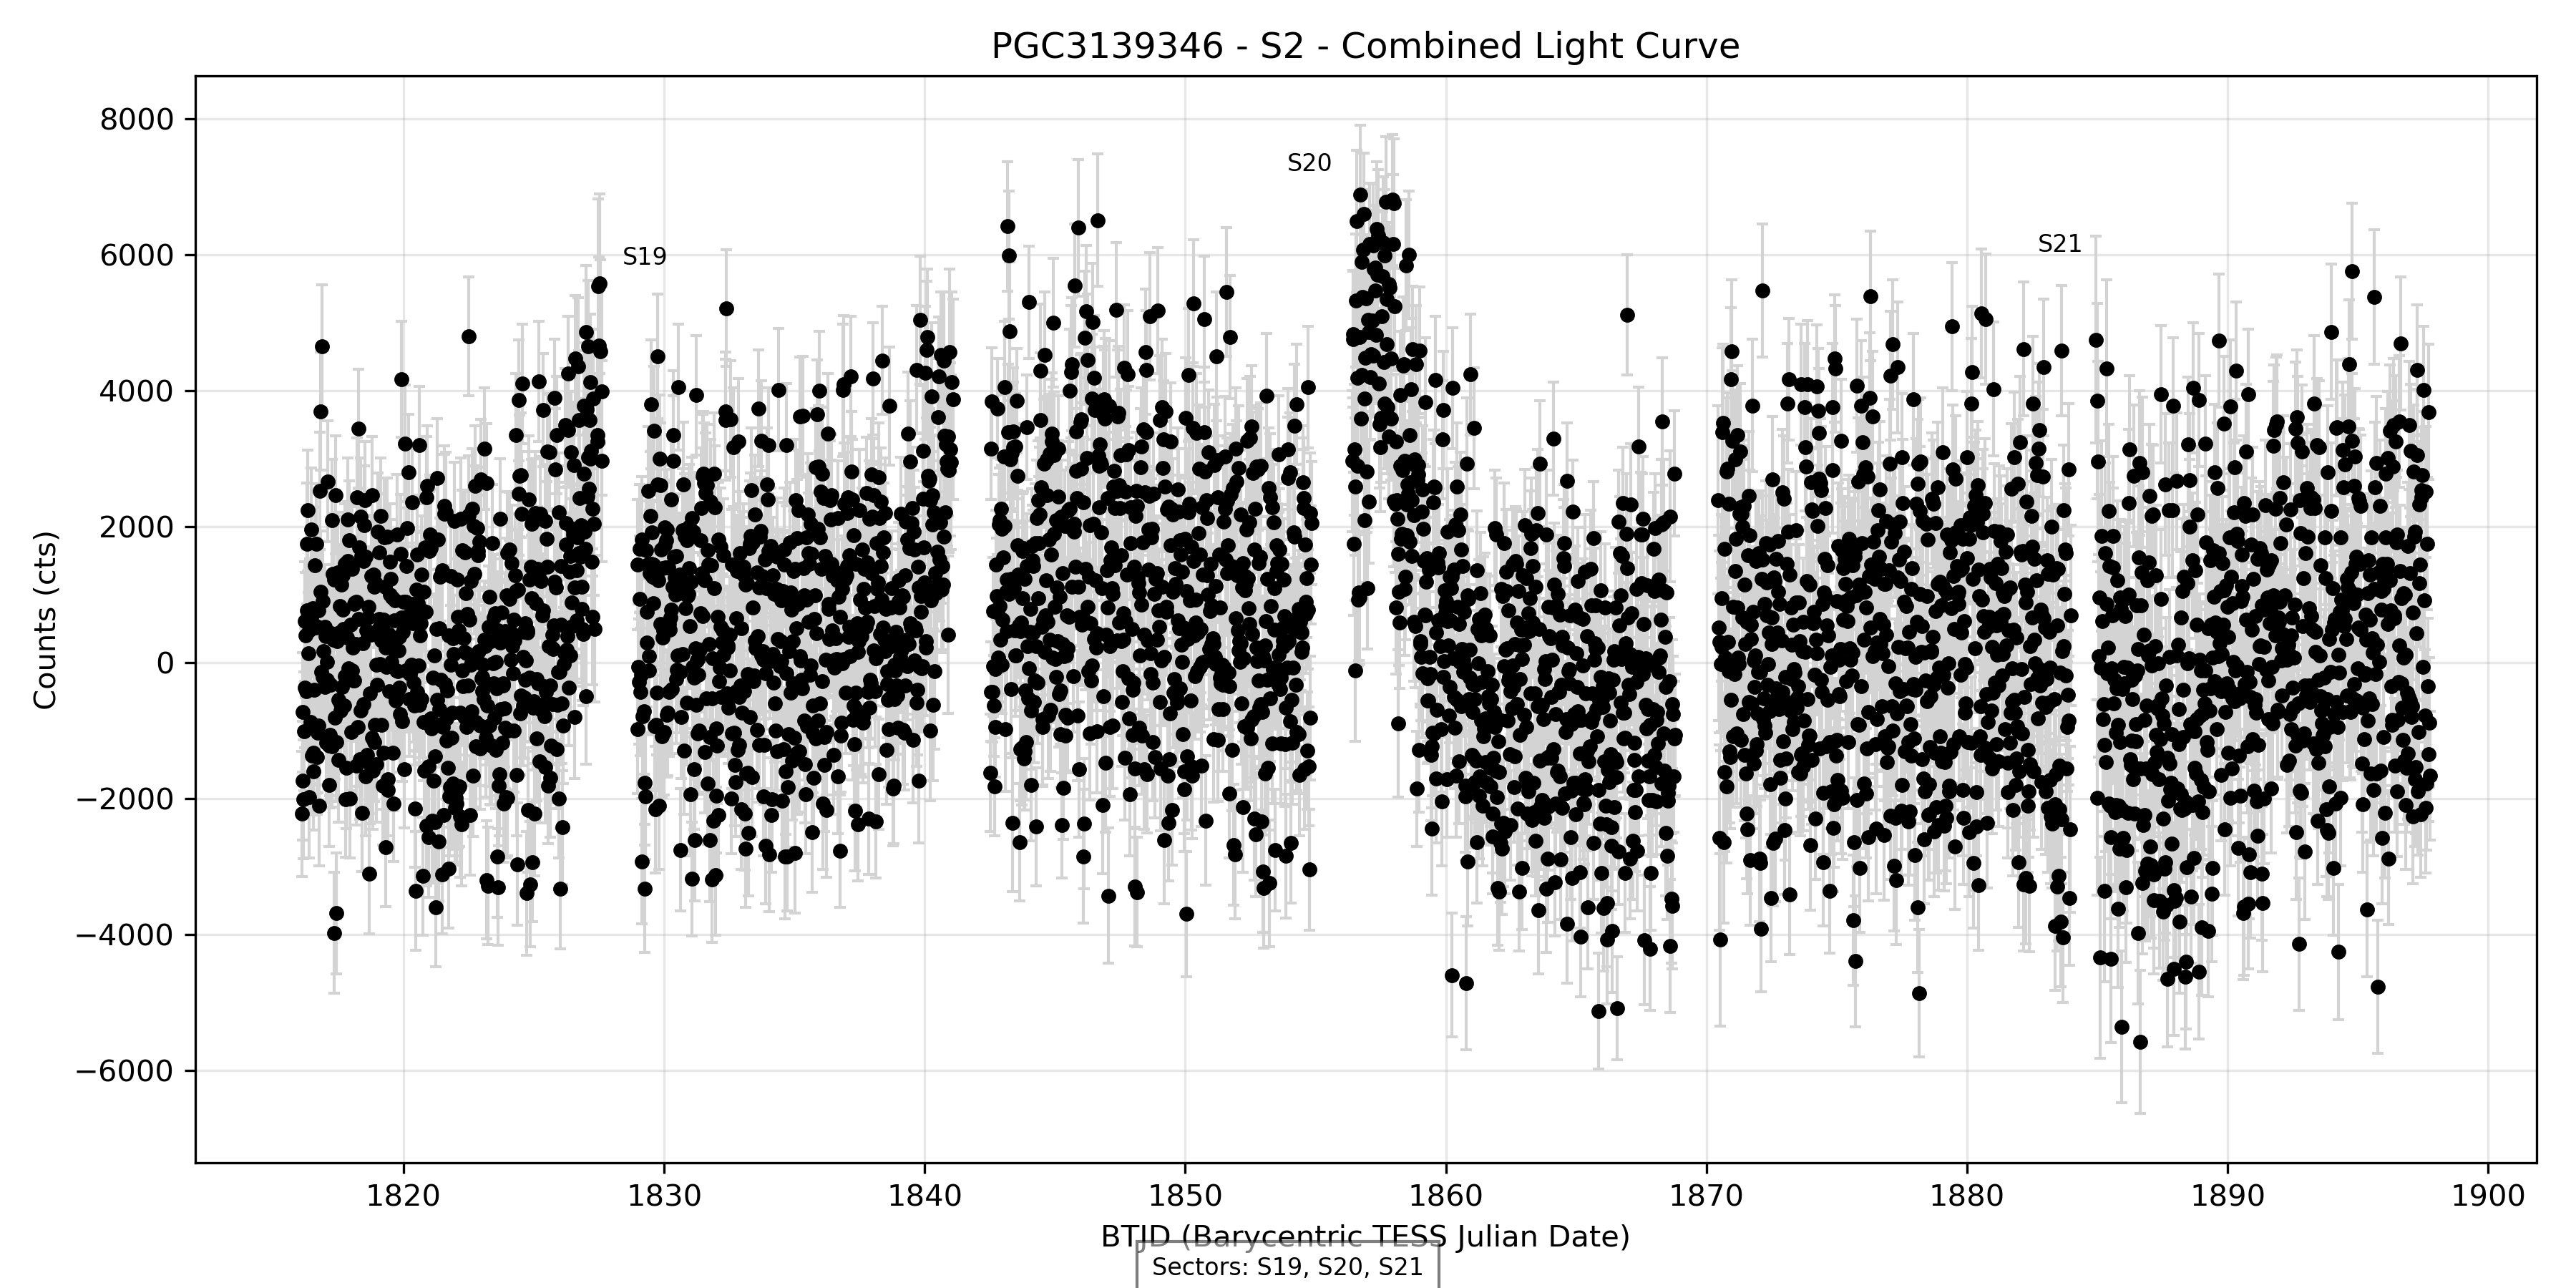 PGC3139346 - S2 - Combined Light Curve
8000
6000
4000
2000
0
−2000
−4000
−6000
Counts (cts)
S19
S20
S21
1820
1830
1840
1850
1860
1870
1880
1890
1900
BTJD (Barycentric TESS Julian Date)
Sectors: S19, S20, S21